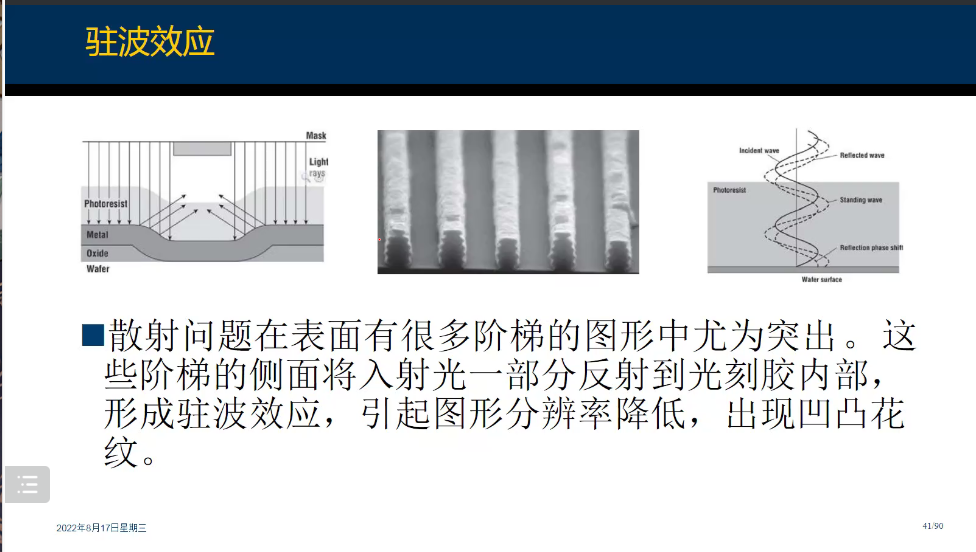 驻波效应
Mask
Light
rays
Photoresist
Metal
Oxide
Wafer
Incident wave
Reflected wave
Photoresist
Standing wave
Reflection phase shift
Wafer surface
■散射问题在表面有很多阶梯的图形中尤为突出。这
些阶梯的侧面将入射光一部分反射到光刻胶内部，
形成驻波效应，引起图形分辨率降低，出现凹凸花
纹。
2022年8月17日星期三
41/90